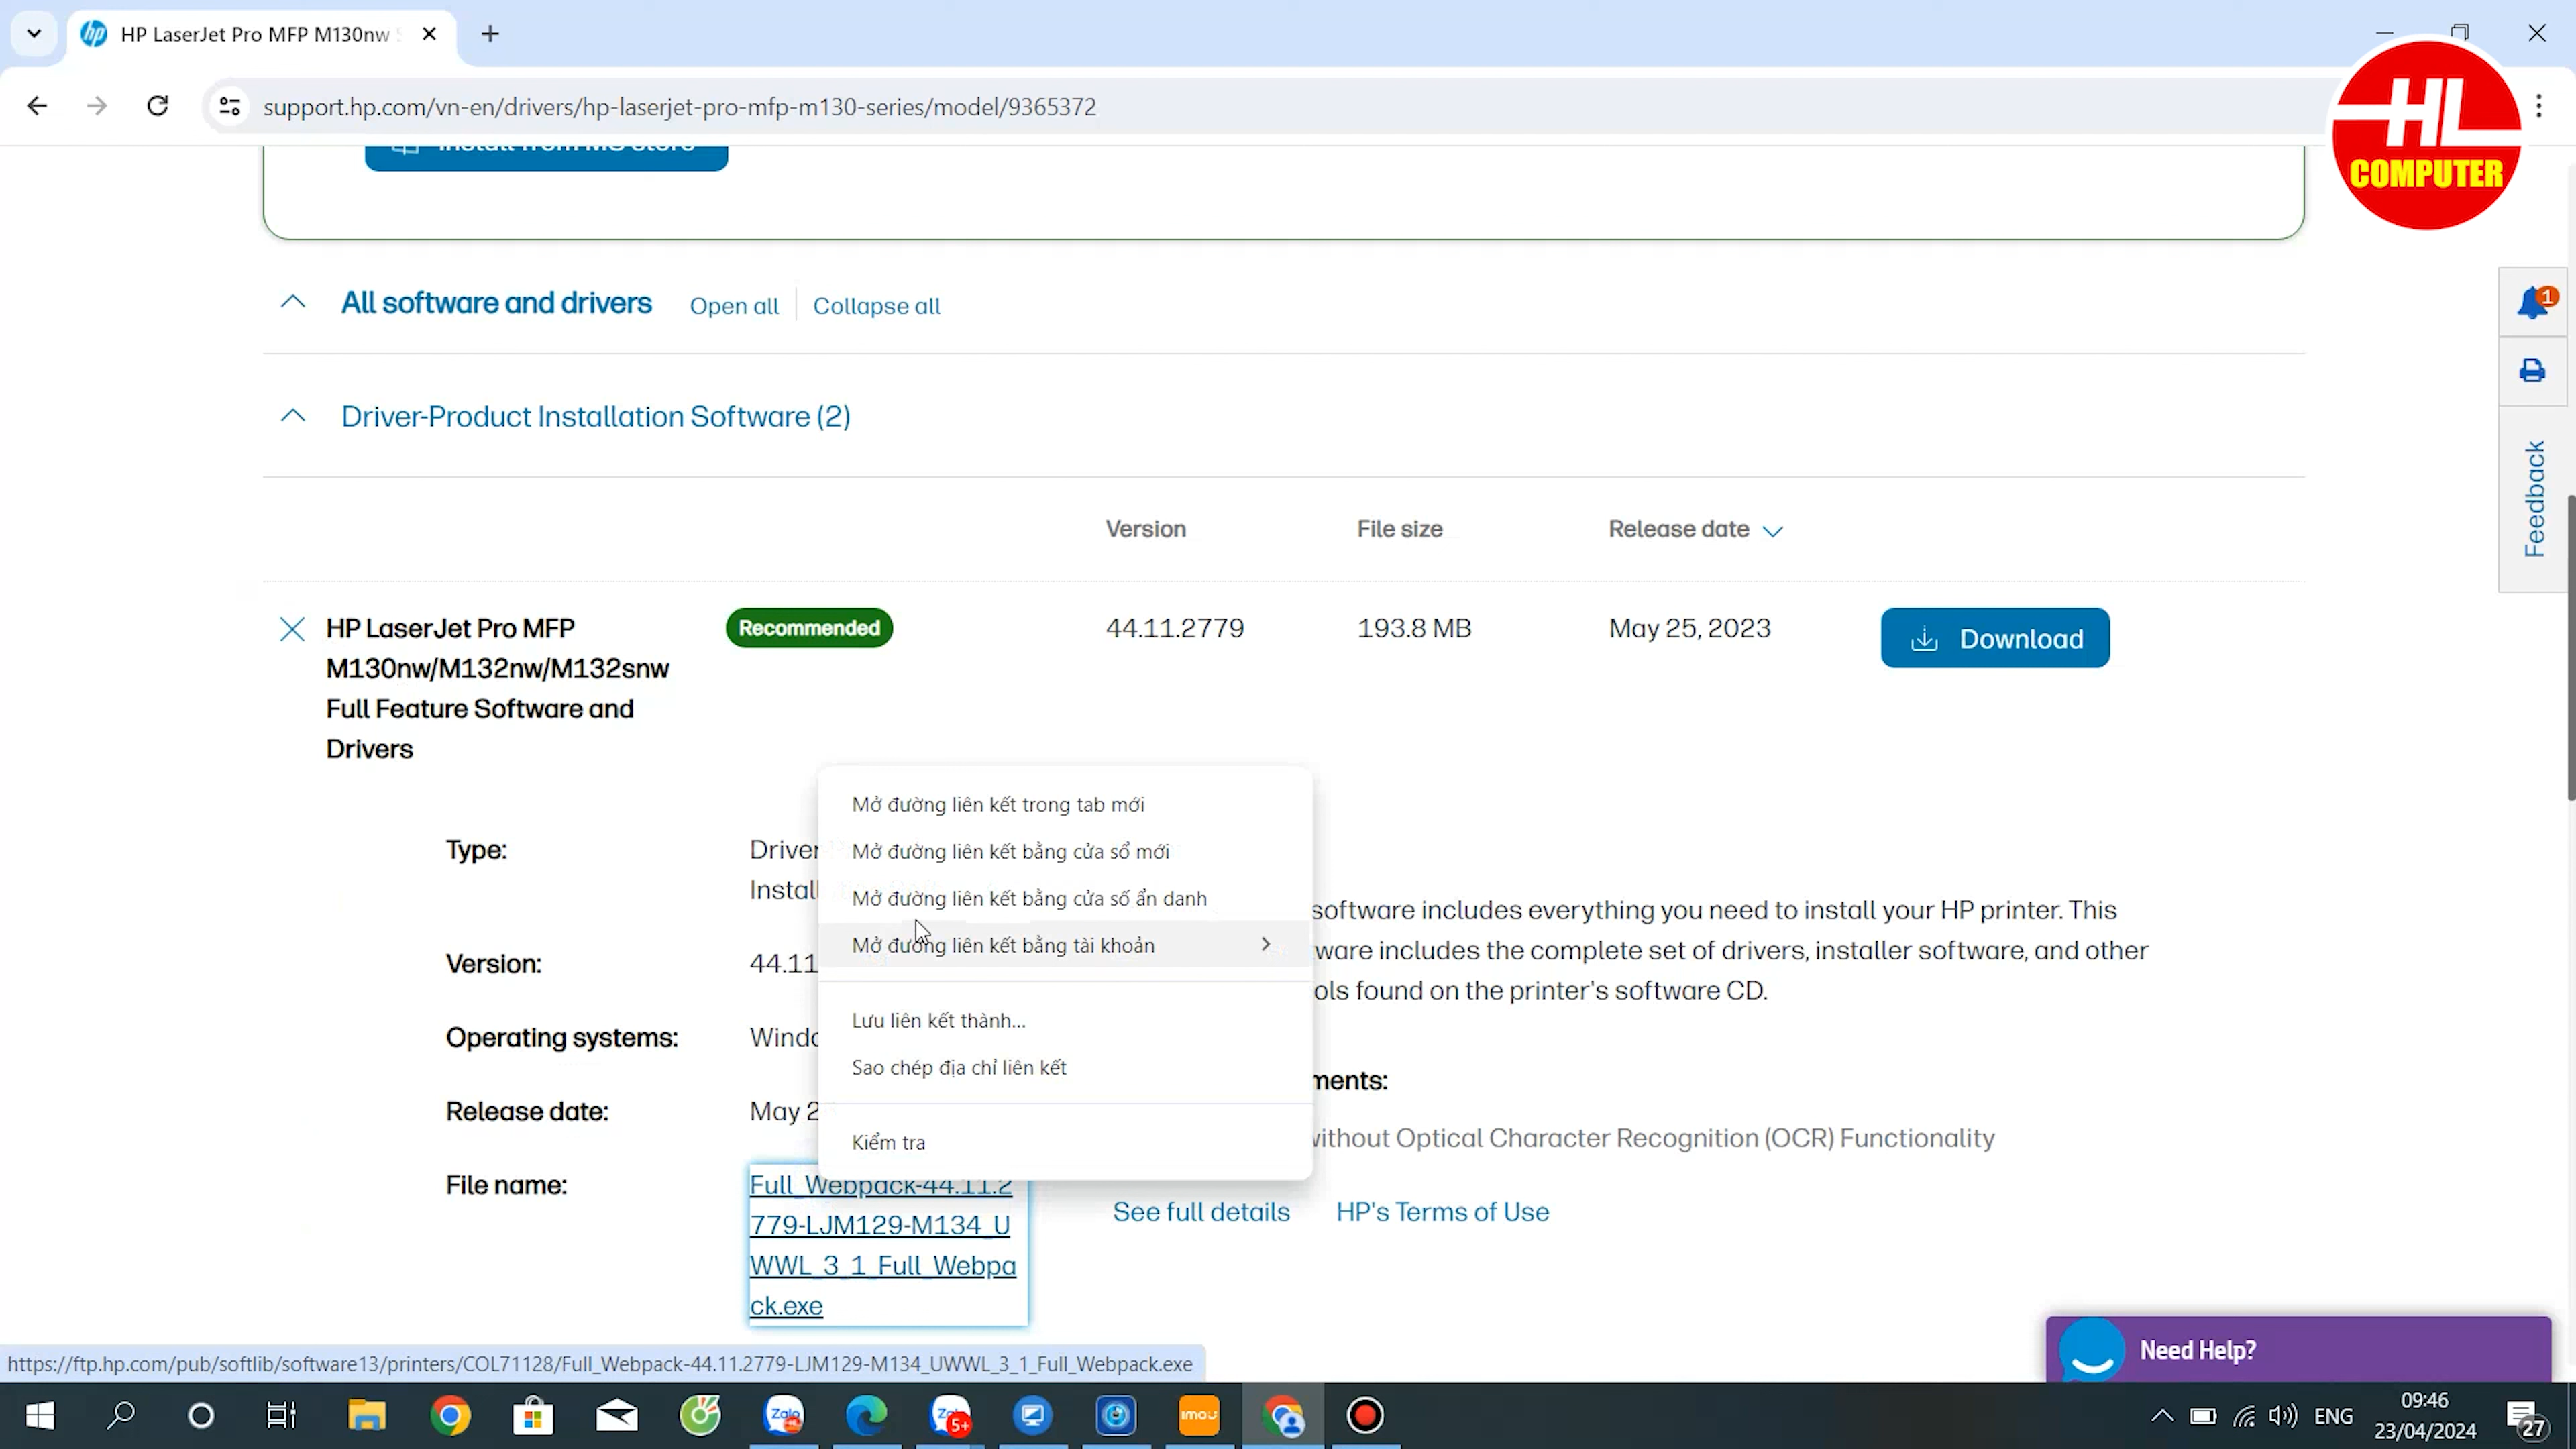 HP LaserJet Pro MFP M130nw
support.hp.com/vn-en/drivers/hp-laserjet-pro-mfp-m130-series/model/9365372
HL
COMPUTER
Install from MS Store
All software and drivers
Open all
Collapse all
1
Driver-Product Installation Software (2)
Feedback
Version
File size
Release date
HP LaserJet Pro MFP
M130nw/M132nw/M132snw
Full Feature Software and
Drivers
Recommended
44.11.2779
193.8 MB
May 25, 2023
Download
Mở đường liên kết trong tab mới
Mở đường liên kết bằng cửa sổ mới
Mở đường liên kết bằng cửa sổ ẩn danh
Mở đường liên kết bằng tài khoản
Lưu liên kết thành...
Sao chép địa chỉ liên kết
Kiểm tra
Type:
Driver
Install
Version:
44.11
Operating systems:
Windo
Release date:
May 2
File name:
Full_Webpack-44.11.2
779-LJM129-M134_U
WWL_3_1_Full_Webpa
ck.exe
software includes everything you need to install your HP printer. This
ware includes the complete set of drivers, installer software, and other
ols found on the printer's software CD.
ments:
without Optical Character Recognition (OCR) Functionality
See full details
HP's Terms of Use
Need Help?
https://ftp.hp.com/pub/softlib/software13/printers/COL71128/Full_Webpack-44.11.2779-LJM129-M134_UWWL_3_1_Full_Webpack.exe
Zalo
5+
imou
ENG
09:46
23/04/2024
27